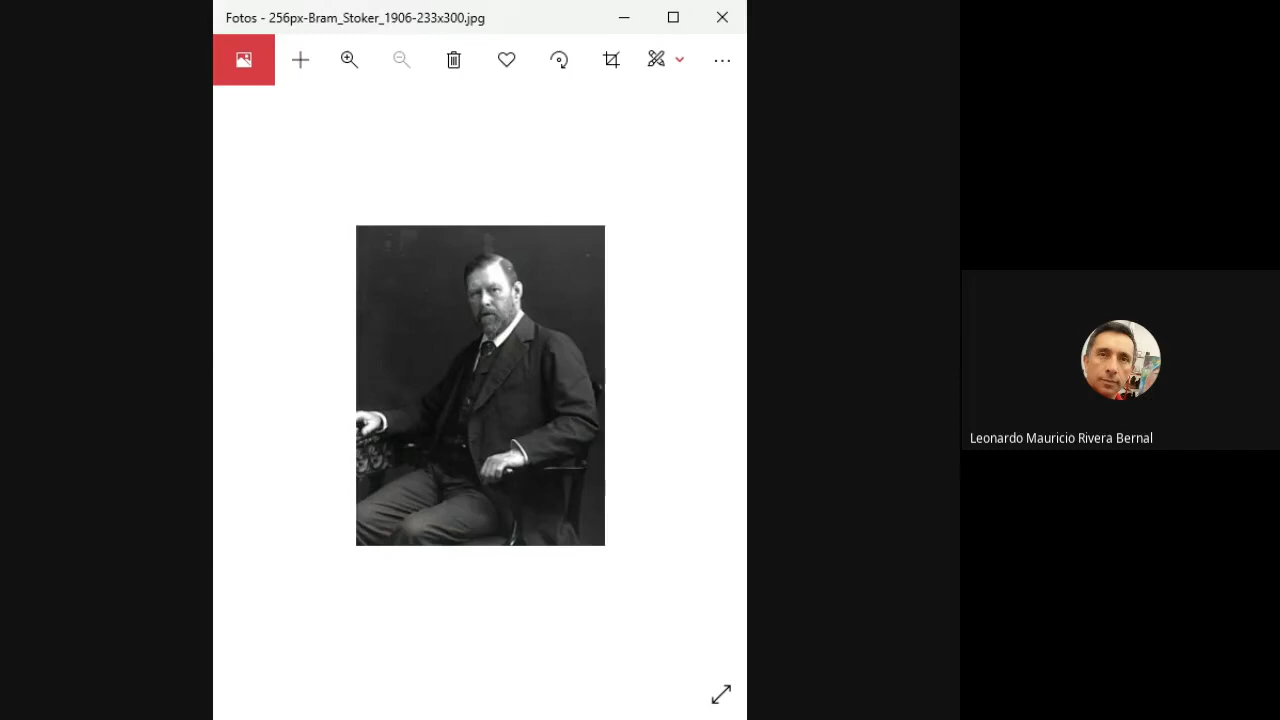 Fotos - 256px-Bram_Stoker_1906-233x300.jpg
Leonardo Mauricio Rivera Bernal